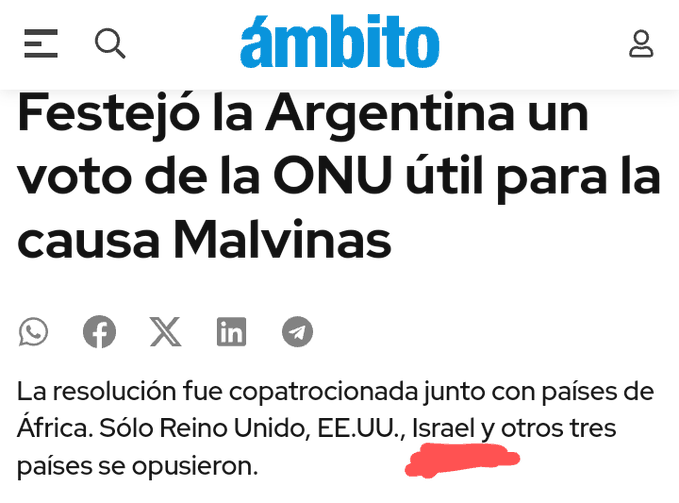 ámbito
Festejó la Argentina un
voto de la ONU útil para la
causa Malvinas
La resolución fue copatrocionada junto con países de
África. Sólo Reino Unido, EE.UU., Israel y otros tres
países se opusieron.